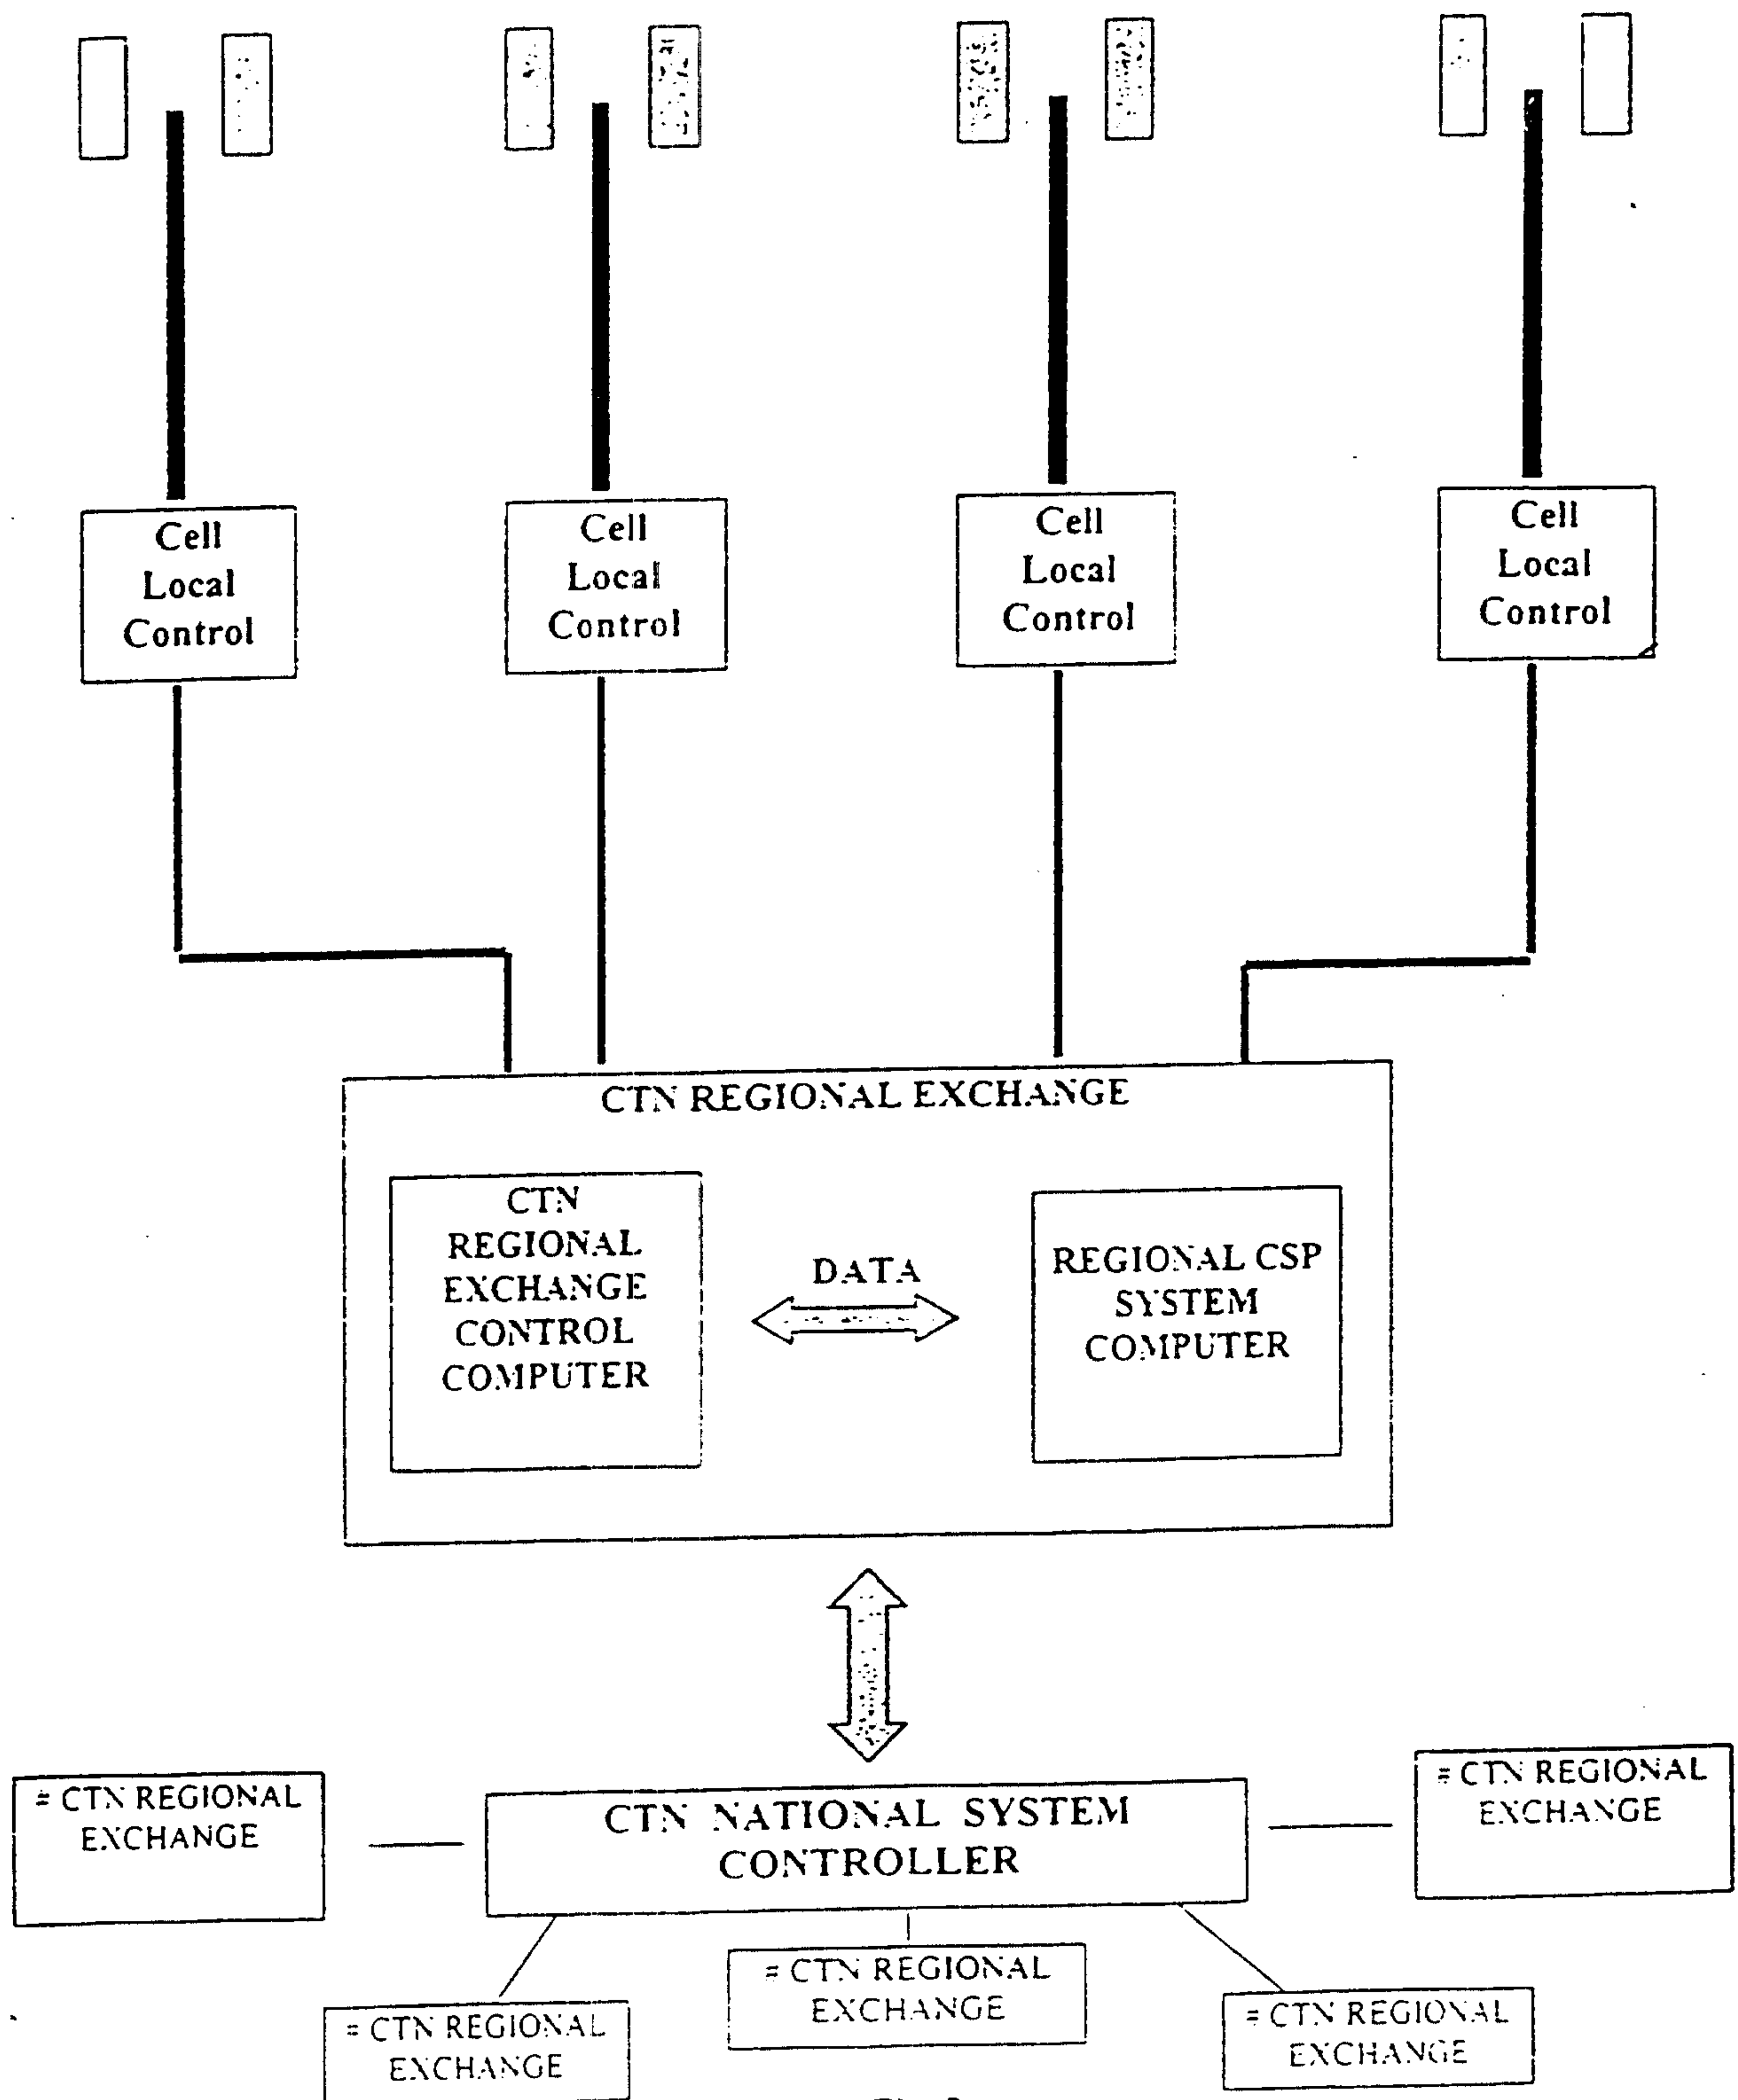 Cell
Local
Control
Cell
Local
Control
Cell
Local
Control
Cell
Local
Control
CTN REGIONAL EXCHANGE
CTN
REGIONAL
EXCHANGE
CONTROL
COMPUTER
DATA
REGIONAL CSP
SYSTEM
COMPUTER
= CTN REGIONAL
EXCHANGE
CTN NATIONAL SYSTEM
CONTROLLER
= CTN REGIONAL
EXCHANGE
= CTN REGIONAL
EXCHANGE
= CTN REGIONAL
EXCHANGE
= CTN REGIONAL
EXCHANGE